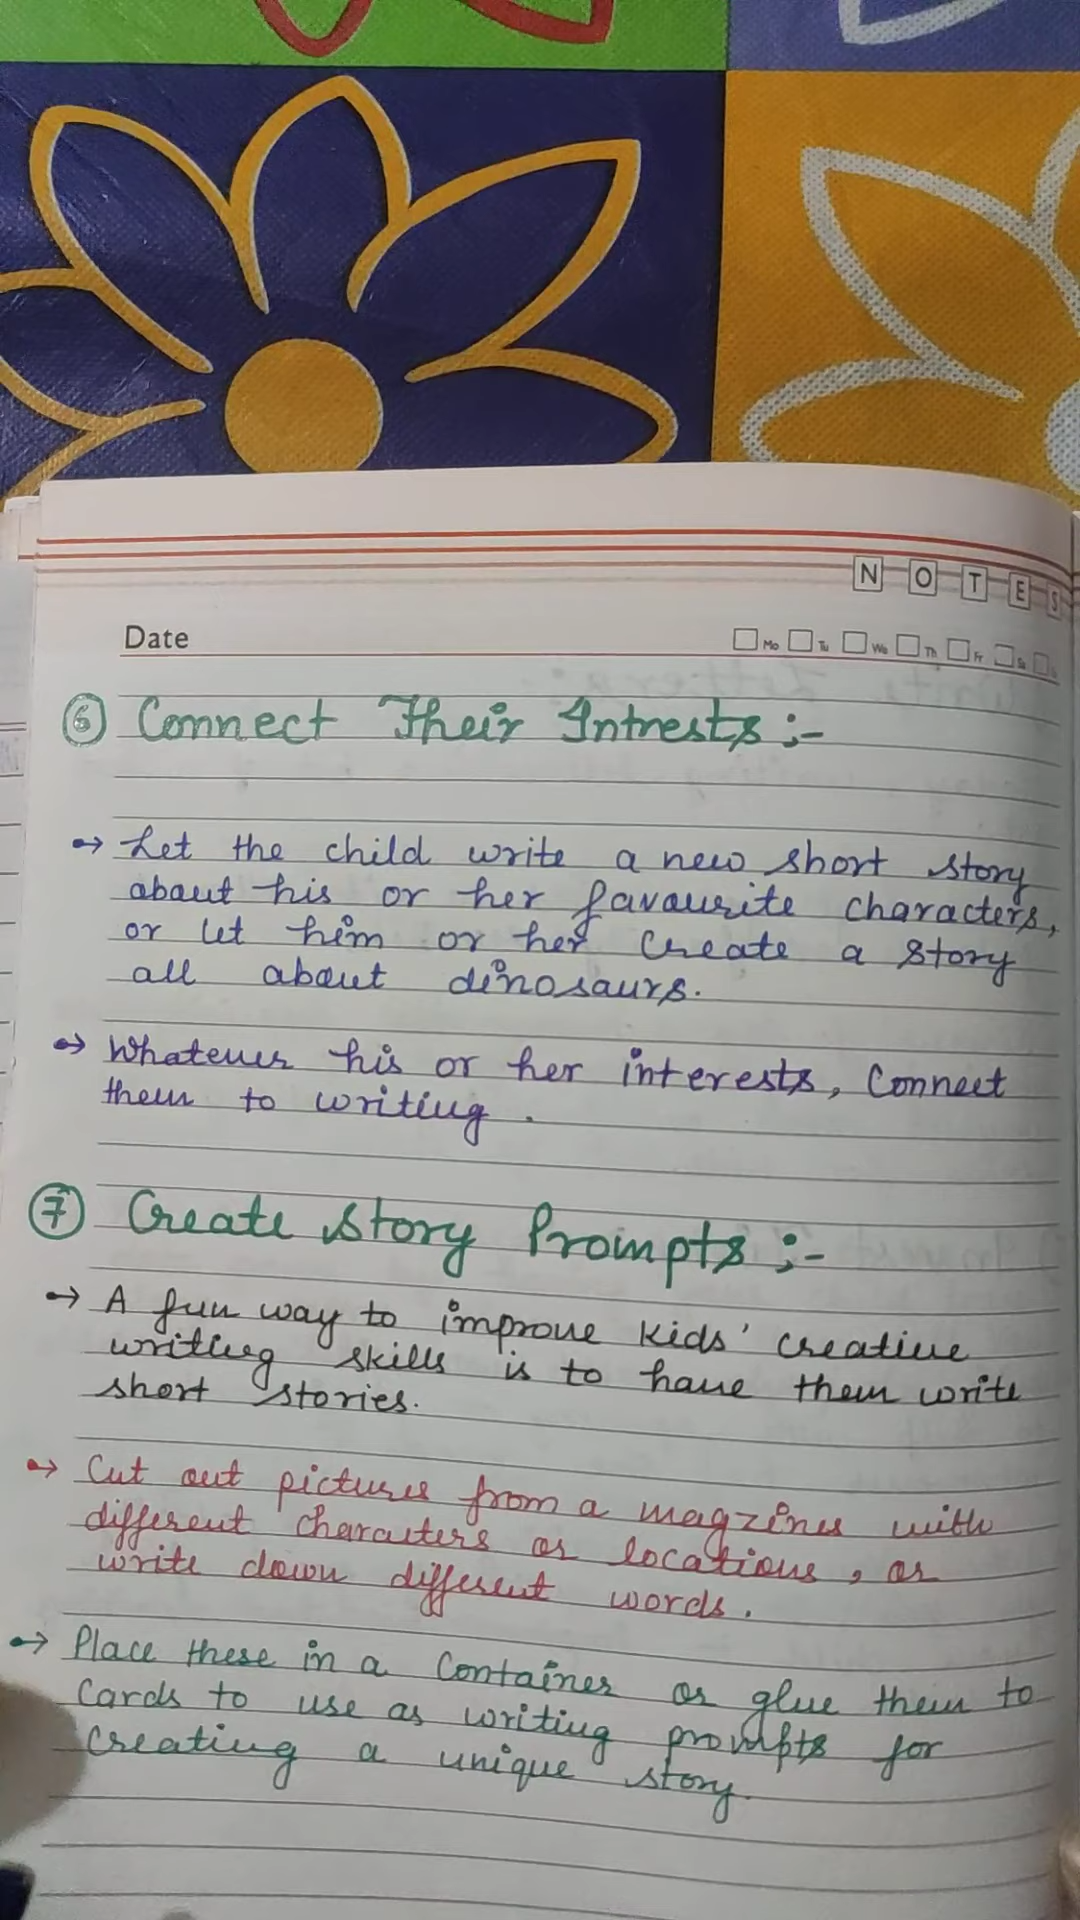 NOTES
Date Mo Tu We Th Fr Sa
6 Connect Their Intrests :-
Let the child write a new short story
about his or her favourite characters,
or let him or her create a story
all about dinosaurs.
Whatever his or her interests, Connect
them to writing.
7 Create Story Prompts :-
A fun way to improve kids' creative
writing skills is to have them write
short stories.
Cut out pictures from a magzines with
different characters or locations, or
write down different words.
Place these in a container or glue them to
cards to use as writing prompts for
creating a unique story.